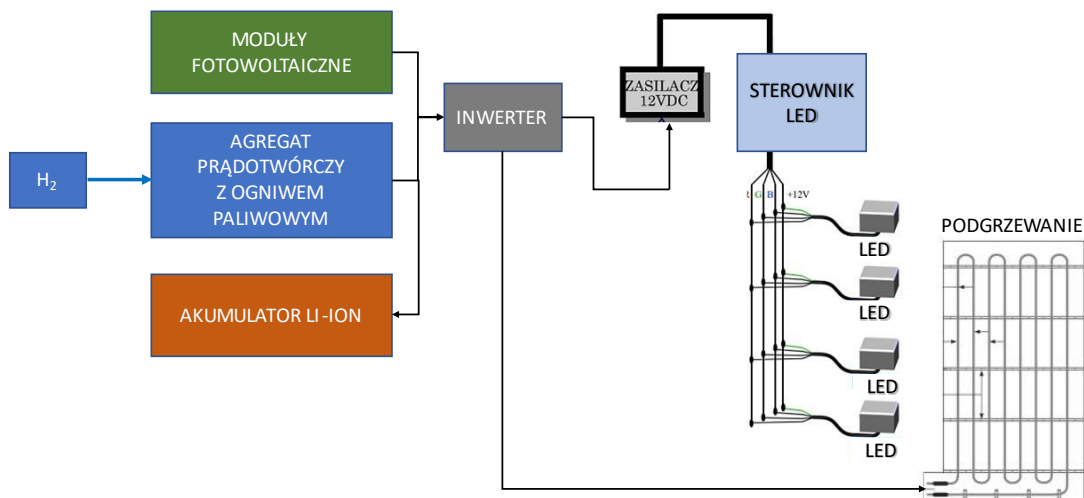 MODUŁY
FOTOWOLTAICZNE
H2
AGREGAT
PRĄDOTWÓRCZY
Z OGNIWEM
PALIWOWYM
AKUMULATOR LI -ION
INWERTER
ZASILACZ
12VDC
STEROWNIK
LED
G B +12V
LED
LED
LED
LED
PODGRZEWANIE